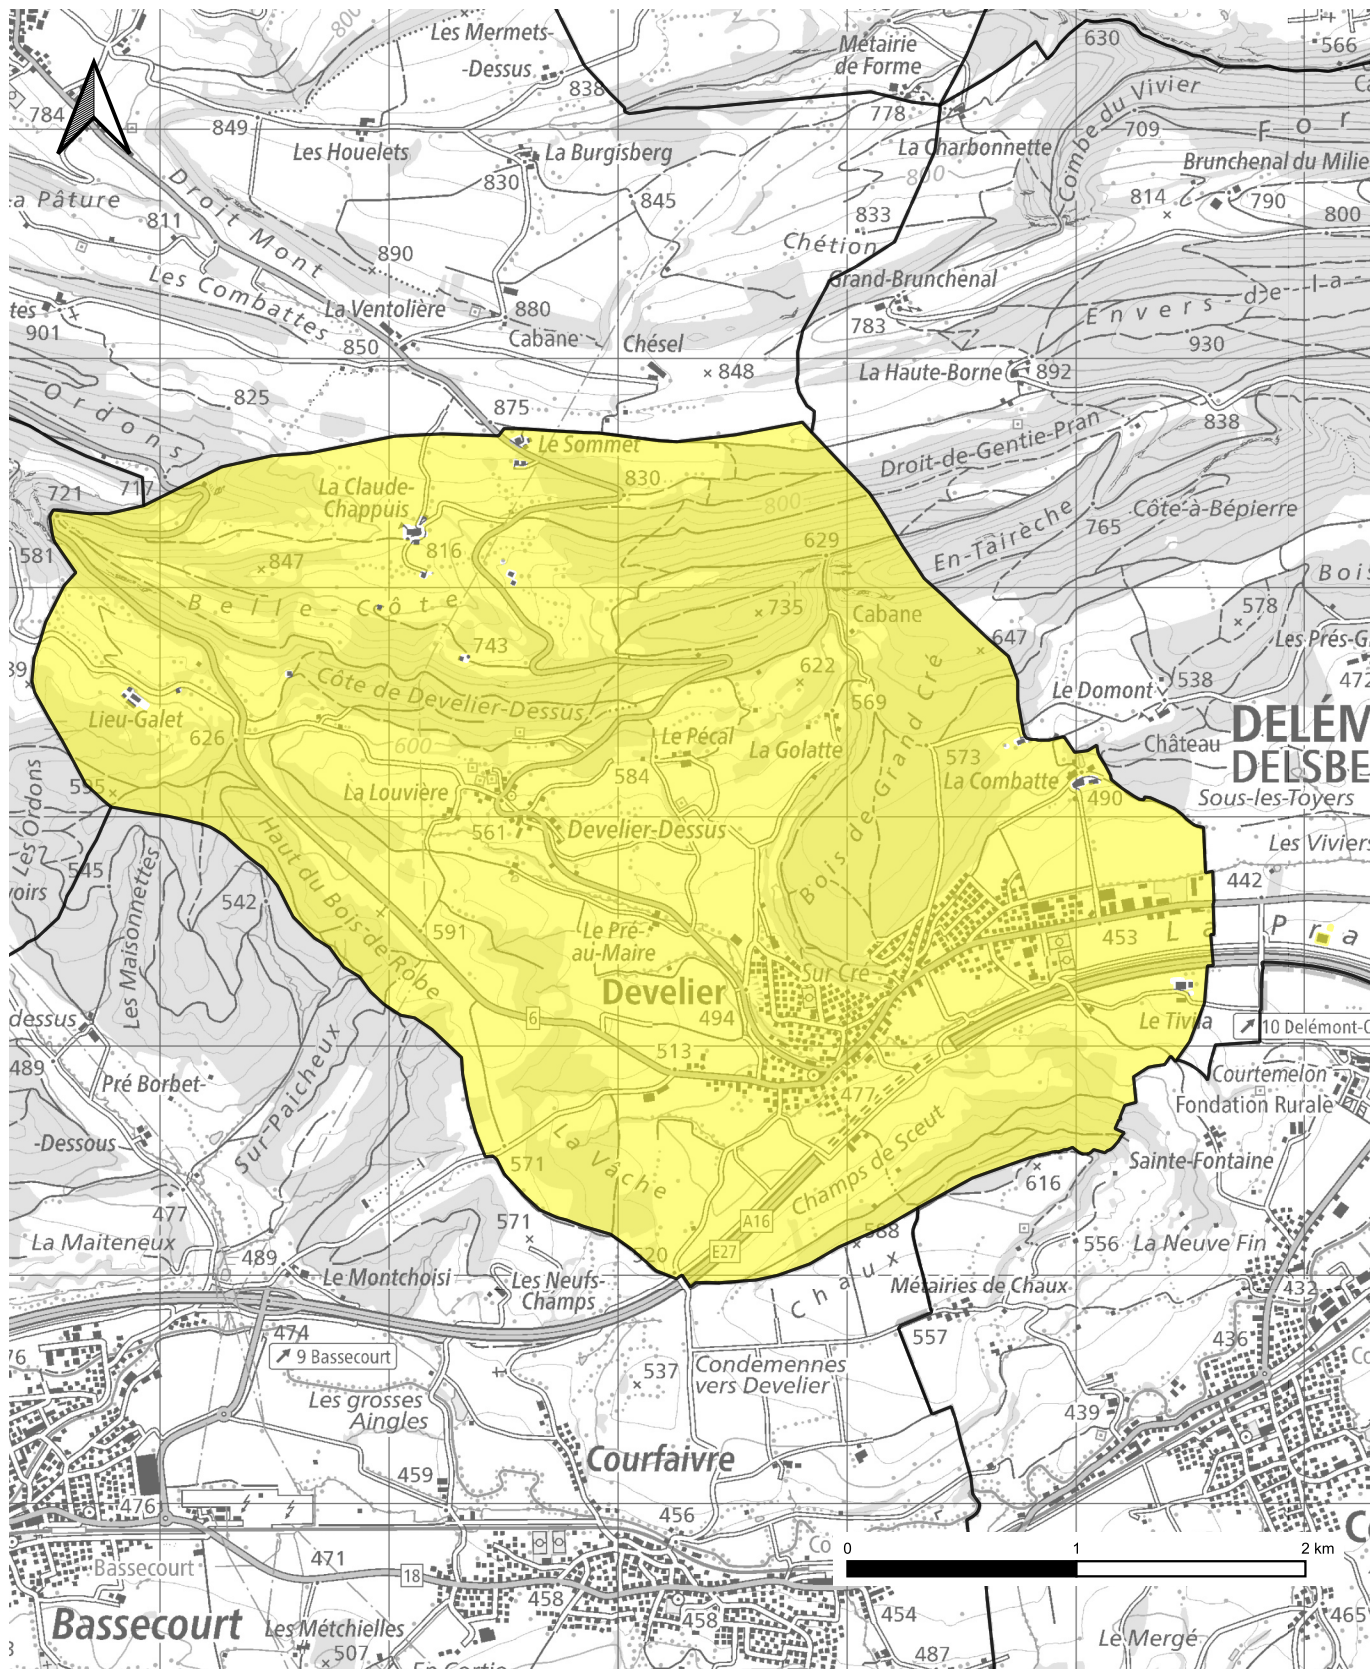 Les Mermets-
-Dessus
800
838
Métairie
de Forme
630
566
784
849
Les Houelets
La Burgisberg
778
La Charbonnette
Combe du Vivier
709
F o r
Brunchenal du Milie
830
845
800
814
790
800
a Pâture
811
Droit Mont
833
890
Chétion
Les Combattes
La Ventolière
880
Grand-Brunchenal
783
Envers-de-la-
901
850
Cabane
Chésel
848
930
La Haute-Borne
892
Ordons
825
875
838
Le Sommet
Droit-de-Gentie-Pran
721
717
La Claude-
Chappuis
830
800
En-Tairèche
765
Côte-à-Bépierre
581
816
629
847
Belle-Côte
735
Cabane
578
Bois
743
622
647
Les Prés-G
472
Lieu-Galet
Côte de Develier-Dessus
569
Le Domont
538
626
600
Le Pécal
La Golatte
573
Château
DELÉM
DELSBE
La Louvière
584
La Combatte
490
Sous-les-Toyers
Les Ordons
561
Develier-Dessus
Les Viviers
545
Haut du Bois-de-Robe
Bois de Grand Cré
Les Maisonnettes
542
591
Le Pré-
au-Maire
442
453
La Pra
Sur Cré
Develier
494
6
dessus
489
Le Tivila
10 Delémont-
513
Pré Borbet-
-Dessous
Sur Paicheux
477
Courtemelon
Fondation Rurale
La Vâche
571
Champs de Sceut
Sainte-Fontaine
616
477
571
A16
La Maiteneux
489
520
E27
588
556
La Neuve Fin
Le Montchoisi
Les Neufs-
Champs
Chaux
Métairies de Chaux
432
474
557
436
76
9 Bassecourt
537
Condemennes
vers Develier
Les grosses
Aingles
439
Courfaivre
459
476
456
0
1
2 km
Bassecourt
471
18
458
458
454
Bassecourt
Les Métchielles
507
487
Le Mergé
465